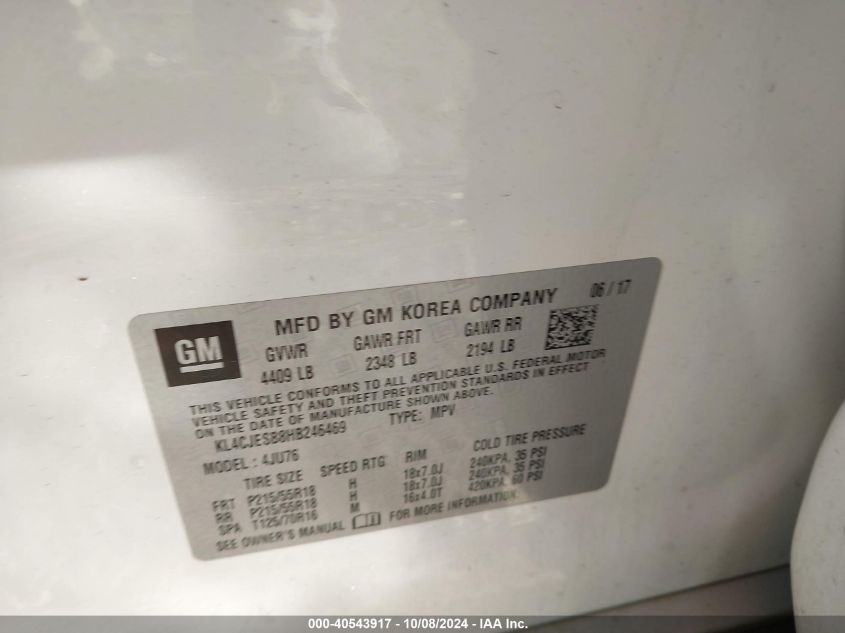 GM
MFD BY GM KOREA COMPANY 06/17
GVWR GAWR FRT GAWR RR
4409 LB 2348 LB 2194 LB
THIS VEHICLE CONFORMS TO ALL APPLICABLE U.S. FEDERAL MOTOR
VEHICLE SAFETY AND THEFT PREVENTION STANDARDS IN EFFECT
ON THE DATE OF MANUFACTURE SHOWN ABOVE.
KL4CJESB8HB246469 TYPE: MPV
MODEL: 4JU76
TIRE SIZE SPEED RTG RIM COLD TIRE PRESSURE
FRT P215/55R18 H 18x7.0J 240KPA, 35 PSI
RR P215/55R18 H 18x7.0J 240KPA, 35 PSI
SPA T125/70R16 M 16x4.0T 420KPA, 60 PSI
SEE OWNER'S MANUAL FOR MORE INFORMATION.
000-40543917 - 10/08/2024 - IAA Inc.